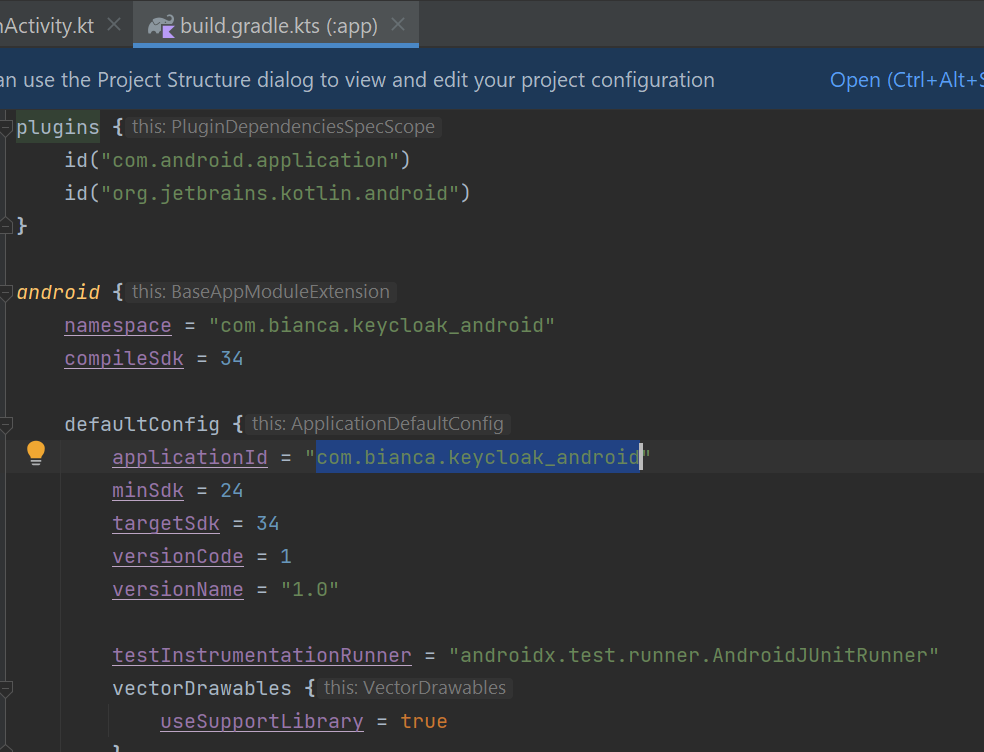 nActivity.kt build.gradle.kts (:app)
an use the Project Structure dialog to view and edit your project configuration Open (Ctrl+Alt+S
plugins { this: PluginDependenciesSpecScope
id("com.android.application")
id("org.jetbrains.kotlin.android")
}
android { this: BaseAppModuleExtension
namespace = "com.bianca.keycloak_android"
compileSdk = 34
defaultConfig { this: ApplicationDefaultConfig
applicationId = "com.bianca.keycloak_android"
minSdk = 24
targetSdk = 34
versionCode = 1
versionName = "1.0"
testInstrumentationRunner = "androidx.test.runner.AndroidJUnitRunner"
vectorDrawables { this: VectorDrawables
useSupportLibrary = true
}